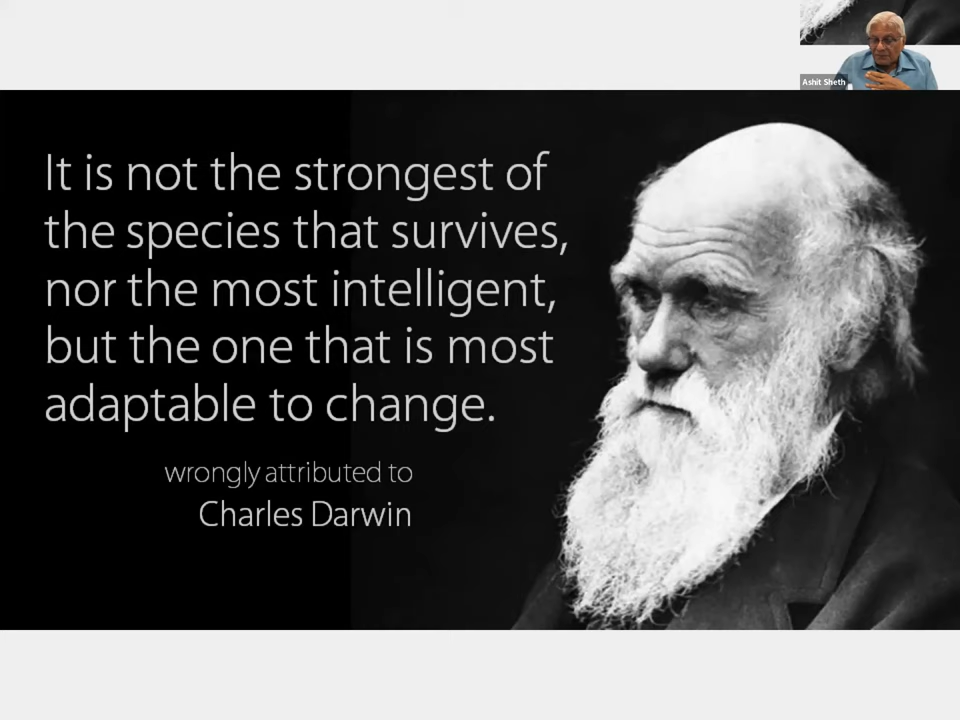 Ashit Sheth
It is not the strongest of
the species that survives,
nor the most intelligent,
but the one that is most
adaptable to change.
wrongly attributed to
Charles Darwin